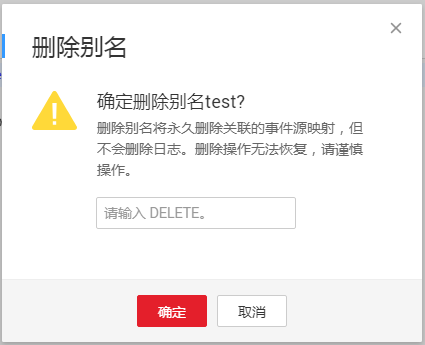 删除别名
确定删除别名test?
删除别名将永久删除关联的事件源映射，但
不会删除日志。删除操作无法恢复，请谨慎
操作。
请输入 DELETE。
确定
取消